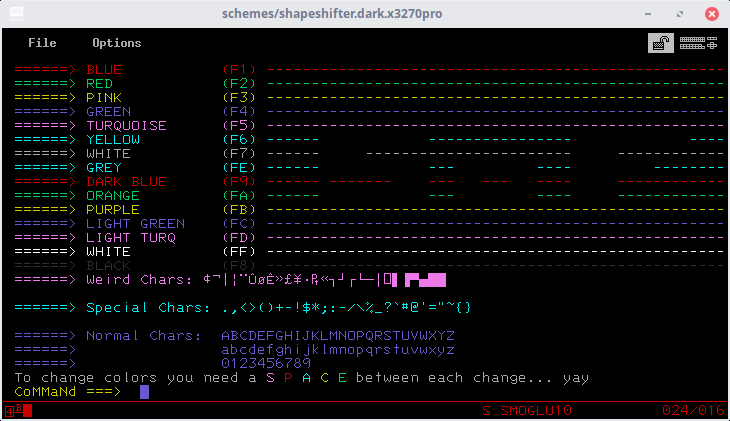 schemes/shapeshifter.dark.x3270pro
File Options
======> BLUE (F1) ------------------------------------------------
======> RED (F2) ------------------------------------------------
======> PINK (F3) ------------------------------------------------
======> GREEN (F4) ------------------------------------------------
======> TURQUOISE (F5) ------------------------------------------------
======> YELLOW (F6) ------------------------------------------------
======> WHITE (F7)
======> GREY (FE)
======> DARK BLUE (F9)
======> ORANGE (FA)
======> PURPLE (FB)
======> LIGHT GREEN (FC)
======> LIGHT TURQ (FD)
======> WHITE (FF) ------------------------------------------------
======> BLACK (F8)
======> Weird Chars:
======> Special Chars: .,<>()+-!$*;:-/\%_?`#@'="~{}
======> Normal Chars: ABCDEFGHIJKLMNOPQRSTUVWXYZ
======> abcdefghijklmnopqrstuvwxyz
======> 0123456789
To change colors you need a S P A C E between each change... yay
CoMMaNd ===>
4 B S SMOGLU10 024/016